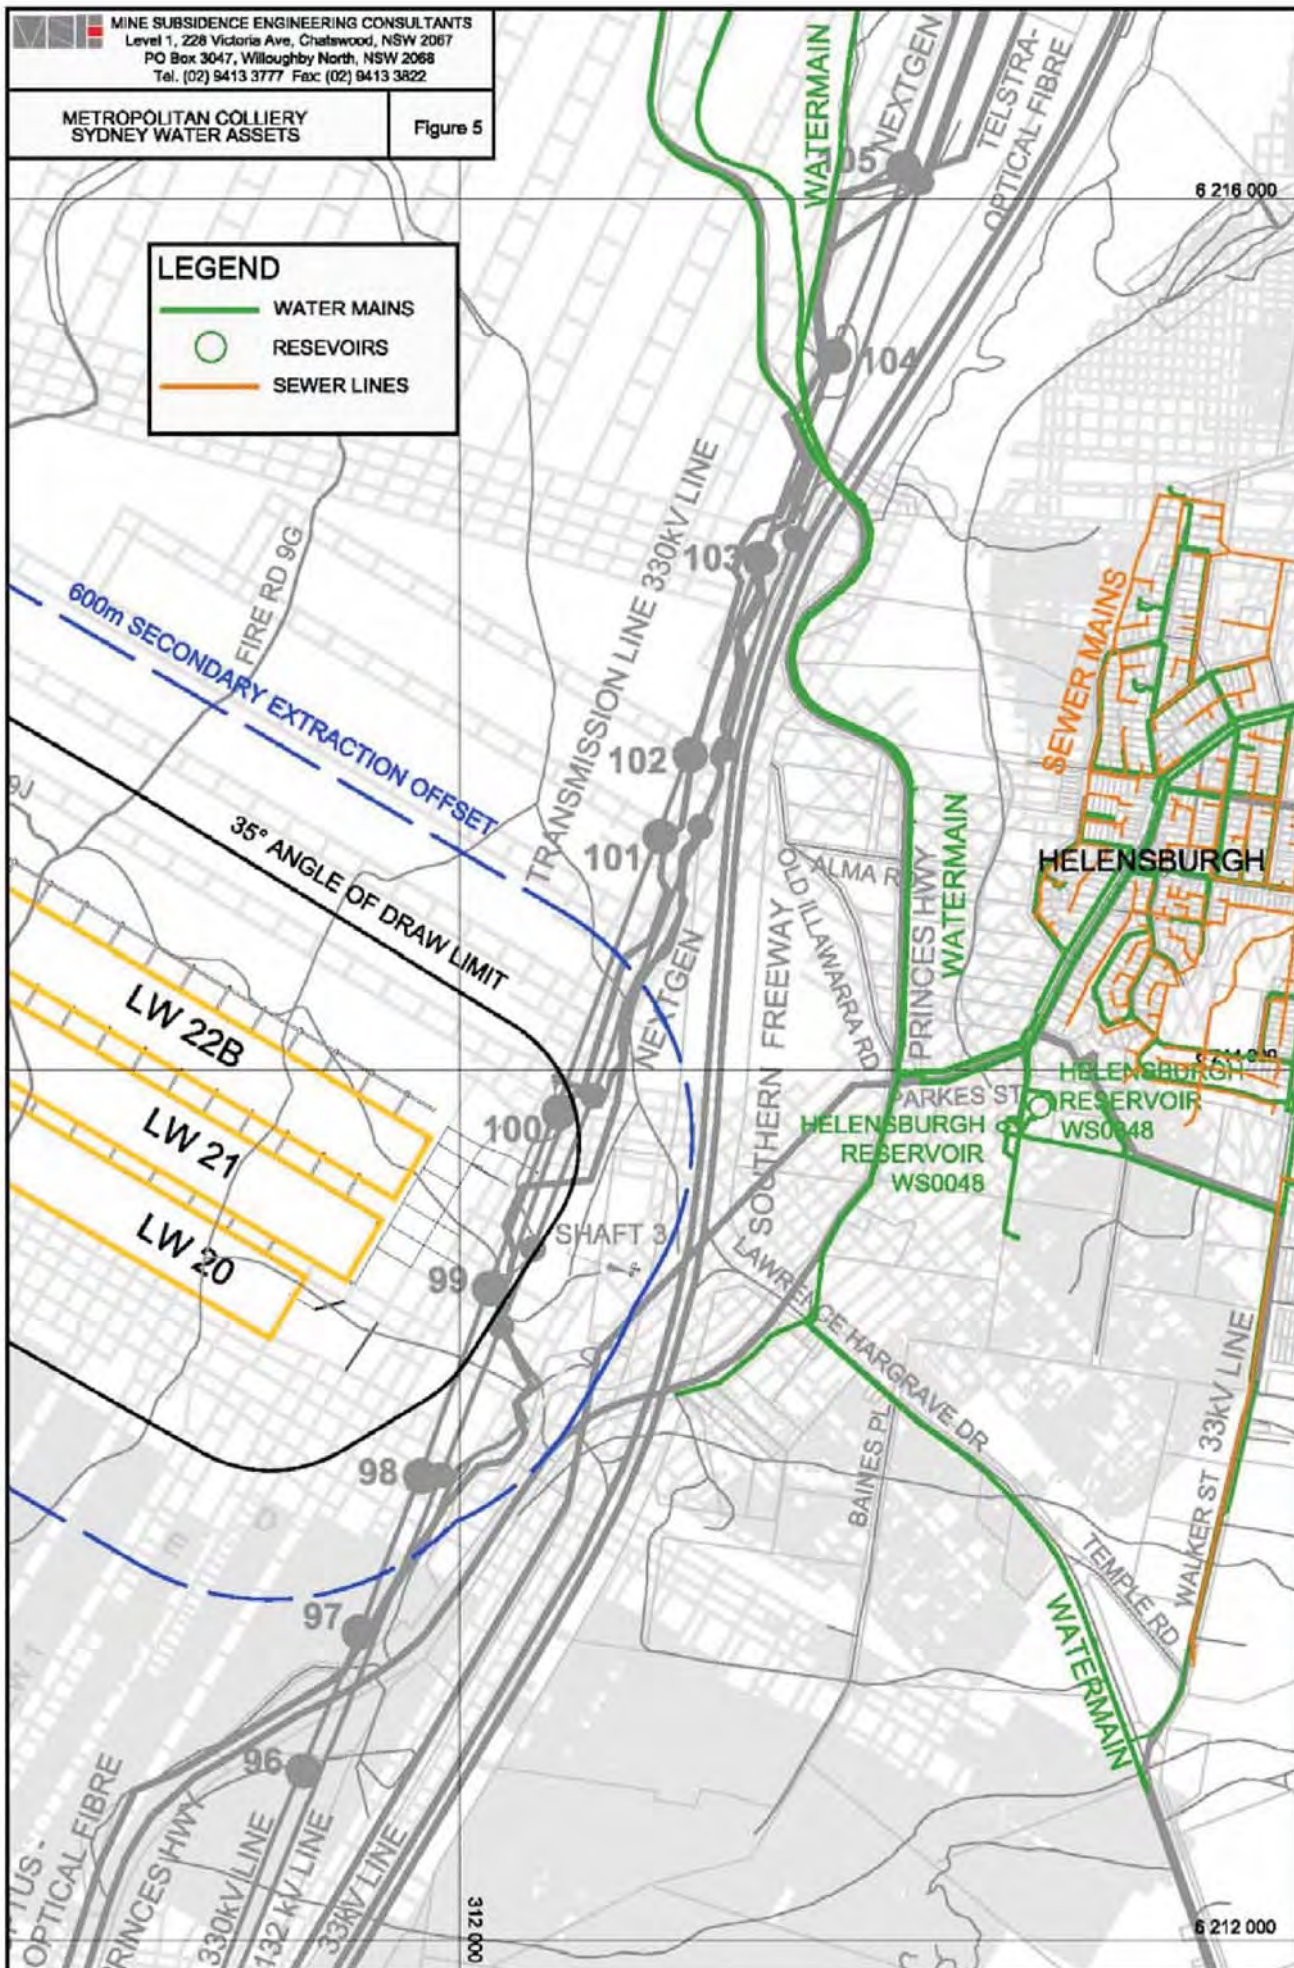 MINE SUBSIDENCE ENGINEERING CONSULTANTS
Level 1, 228 Victoria Ave, Chatswood, NSW 2067
PO Box 3047, Willoughby North, NSW 2068
Tel. (02) 9413 3777 Fax: (02) 9413 3822
METROPOLITAN COLLIERY
SYDNEY WATER ASSETS
Figure 5
LEGEND
WATER MAINS
RESEVOIRS
SEWER LINES
WATERMAIN
NEXTGEN
TELSTRA-
OPTICAL FIBRE
105
6 216 000
104
TRANSMISSION LINE 330kV LINE
103
FIRE RD 9G
600m SECONDARY EXTRACTION OFFSET
SEWER MAINS
102
9J
35° ANGLE OF DRAW LIMIT
101
ALMA R
OLD ILLAWARRA RD
WATERMAIN
PRINCES HWY
HELENSBURGH
NEXTGEN
SOUTHERN FREEWAY
LW 22B
LW 21
LW 20
100
PARKES ST
HELENSBURGH
RESERVOIR
WS0048
HELENSBURGH
RESERVOIR
WS0048
SHAFT 3
99
LAWRENCE HARGRAVE DR
WALKER ST 33kV LINE
BAINES PL
98
E
D
TEMPLE RD
97
WATERMAIN
96
OPTICAL FIBRE
PRINCES HWY
330kV LINE
132 kV LINE
33kV LINE
312 000
6 212 000